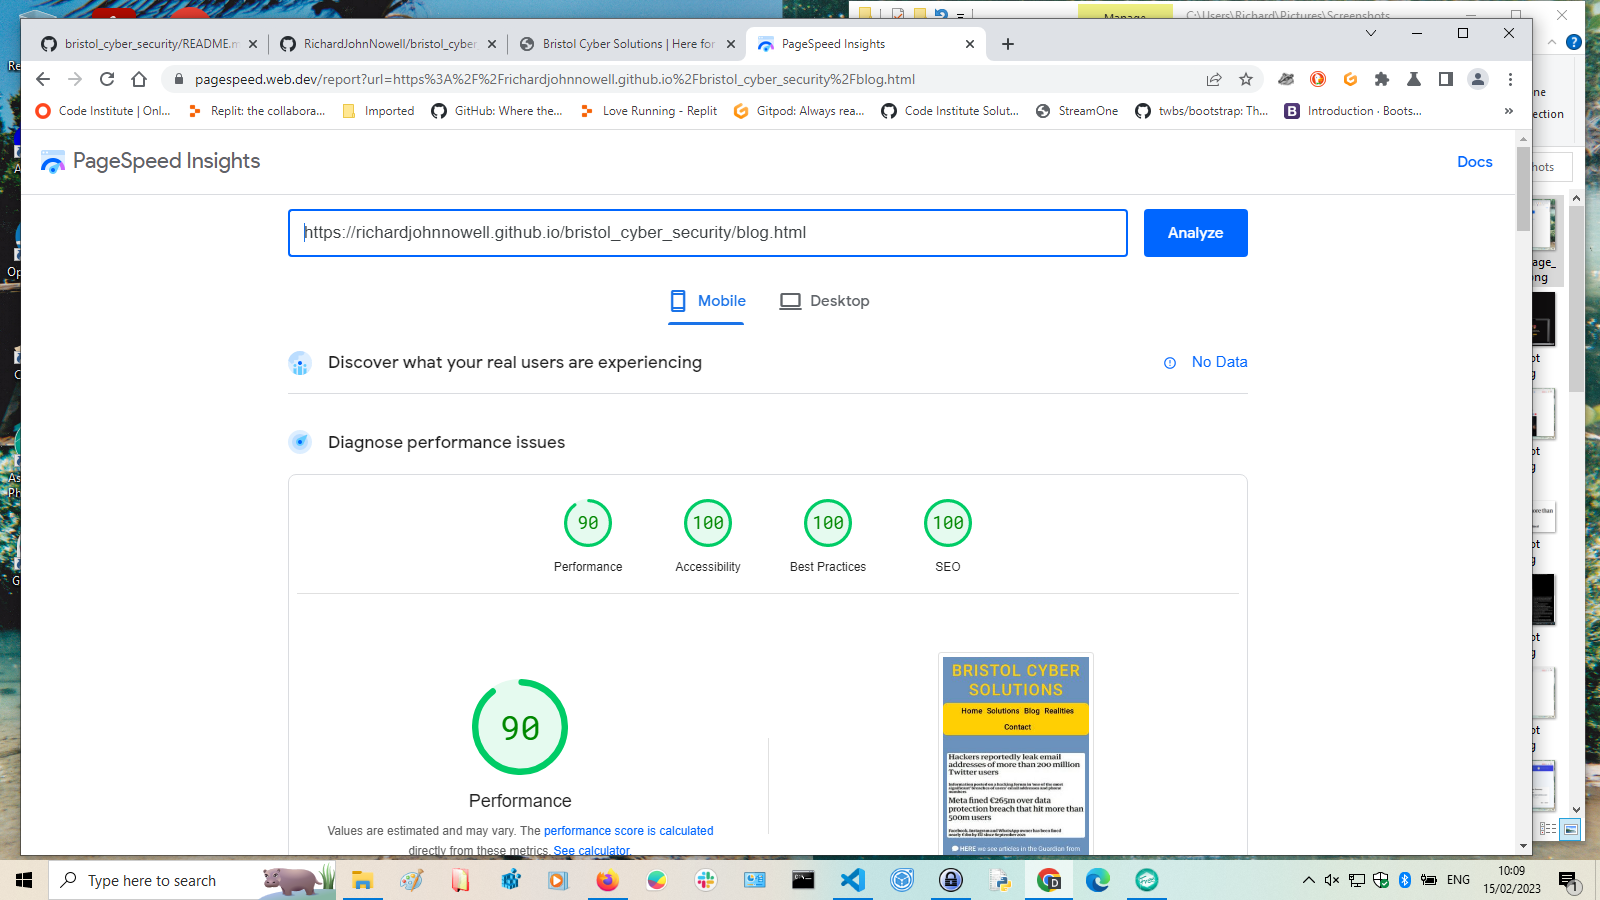 Manage
C:\Users\Richard\Pictures\Screenshots
bristol_cyber_security/README.m
RichardJohnNowell/bristol_cyber
Bristol Cyber Solutions | Here for
PageSpeed Insights
pagespeed.web.dev/report?url=https%3A%2F%2Frichardjohnnowell.github.io%2Fbristol_cyber_security%2Fblog.html
Code Institute | Onl...
Replit: the collabora...
Imported
GitHub: Where the...
Love Running - Replit
Gitpod: Always rea...
Code Institute Solut...
StreamOne
twbs/bootstrap: Th...
Introduction · Boots...
»
PageSpeed Insights
Docs
https://richardjohnnowell.github.io/bristol_cyber_security/blog.html
Analyze
Mobile
Desktop
Discover what your real users are experiencing
No Data
Diagnose performance issues
90
100
100
100
Performance
Accessibility
Best Practices
SEO
90
Performance
Values are estimated and may vary. The performance score is calculated
directly from these metrics. See calculator.
BRISTOL CYBER
SOLUTIONS
Home Solutions Blog Realities
Contact
Hackers reportedly leak email
addresses of more than 200 million
Twitter users
Meta fined €265m over data
protection breach that hit more than
500m users
HERE we see articles in the Guardian from
Type here to search
ENG
10:09
15/02/2023
1